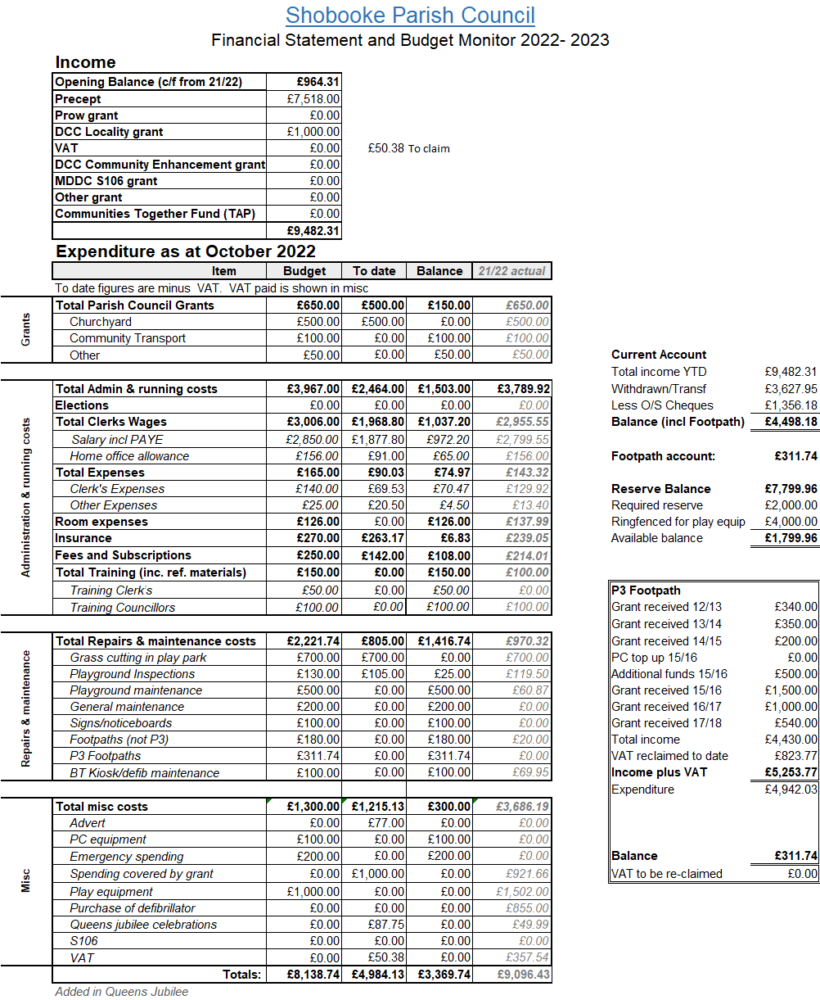 Shobooke Parish Council
Financial Statement and Budget Monitor 2022- 2023
Income
Opening Balance (c/f from 21/22) £964.31
Precept £7,518.00
Prow grant £0.00
DCC Locality grant £1,000.00
VAT £0.00 £50.38 To claim
DCC Community Enhancement grant £0.00
MDDC S106 grant £0.00
Other grant £0.00
Communities Together Fund (TAP) £0.00
£9,482.31
Expenditure as at October 2022
Item Budget To date Balance 21/22 actual
To date figures are minus VAT. VAT paid is shown in misc
Grants
Total Parish Council Grants £650.00 £500.00 £150.00 £650.00
Churchyard £500.00 £500.00 £0.00 £500.00
Community Transport £100.00 £0.00 £100.00 £100.00
Other £50.00 £0.00 £50.00 £50.00
Administration & running costs
Total Admin & running costs £3,967.00 £2,464.00 £1,503.00 £3,789.92
Elections £0.00 £0.00 £0.00 £0.00
Total Clerks Wages £3,006.00 £1,968.80 £1,037.20 £2,955.55
Salary incl PAYE £2,850.00 £1,877.80 £972.20 £2,799.55
Home office allowance £156.00 £91.00 £65.00 £156.00
Total Expenses £165.00 £90.03 £74.97 £143.32
Clerk's Expenses £140.00 £69.53 £70.47 £129.92
Other Expenses £25.00 £20.50 £4.50 £13.40
Room expenses £126.00 £0.00 £126.00 £137.99
Insurance £270.00 £263.17 £6.83 £239.05
Fees and Subscriptions £250.00 £142.00 £108.00 £214.01
Total Training (inc. ref. materials) £150.00 £0.00 £150.00 £100.00
Training Clerk's £50.00 £0.00 £50.00 £0.00
Training Councillors £100.00 £0.00 £100.00 £100.00
Repairs & maintenance
Total Repairs & maintenance costs £2,221.74 £805.00 £1,416.74 £970.32
Grass cutting in play park £700.00 £700.00 £0.00 £700.00
Playground Inspections £130.00 £105.00 £25.00 £119.50
Playground maintenance £500.00 £0.00 £500.00 £60.87
General maintenance £200.00 £0.00 £200.00 £0.00
Signs/noticeboards £100.00 £0.00 £100.00 £0.00
Footpaths (not P3) £180.00 £0.00 £180.00 £20.00
P3 Footpaths £311.74 £0.00 £311.74 £0.00
BT Kiosk/defib maintenance £100.00 £0.00 £100.00 £69.95
Misc
Total misc costs £1,300.00 £1,215.13 £300.00 £3,686.19
Advert £0.00 £77.00 £0.00 £0.00
PC equipment £100.00 £0.00 £100.00 £0.00
Emergency spending £200.00 £0.00 £200.00 £0.00
Spending covered by grant £0.00 £1,000.00 £0.00 £921.66
Play equipment £1,000.00 £0.00 £0.00 £1,502.00
Purchase of defibrillator £0.00 £0.00 £0.00 £855.00
Queens jubilee celebrations £0.00 £87.75 £0.00 £49.99
S106 £0.00 £0.00 £0.00 £0.00
VAT £0.00 £50.38 £0.00 £357.54
Totals: £8,138.74 £4,984.13 £3,369.74 £9,096.43
Added in Queens Jubilee
Current Account
Total income YTD £9,482.31
Withdrawn/Transf £3,627.95
Less O/S Cheques £1,356.18
Balance (incl Footpath) £4,498.18
Footpath account: £311.74
Reserve Balance £7,799.96
Required reserve £2,000.00
Ringfenced for play equip £4,000.00
Available balance £1,799.96
P3 Footpath
Grant received 12/13 £340.00
Grant received 13/14 £350.00
Grant received 14/15 £200.00
PC top up 15/16 £0.00
Additional funds 15/16 £500.00
Grant received 15/16 £1,500.00
Grant received 16/17 £1,000.00
Grant received 17/18 £540.00
Total income £4,430.00
VAT reclaimed to date £823.77
Income plus VAT £5,253.77
Expenditure £4,942.03
Balance £311.74
VAT to be re-claimed £0.00